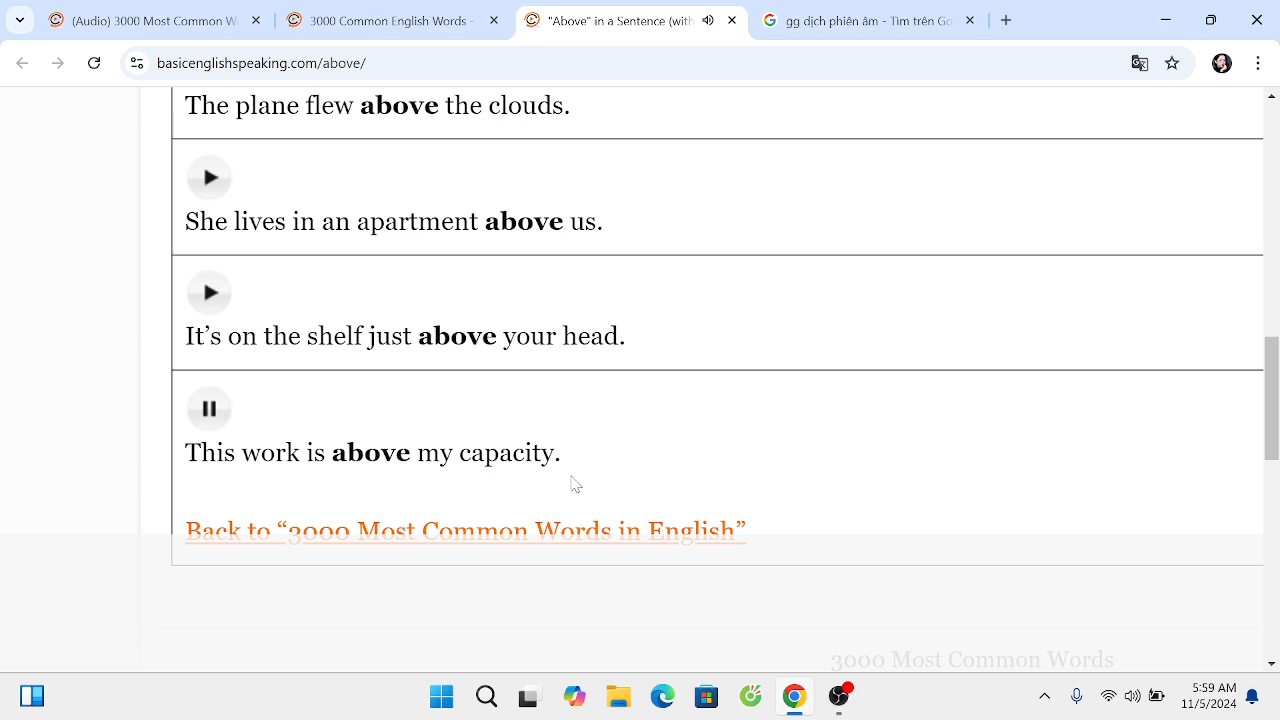 (Audio) 3000 Most Common Wo
3000 Common English Words -
"Above" in a Sentence (with
gg dịch phiên âm - Tìm trên Go
basicenglishspeaking.com/above/
The plane flew above the clouds.
She lives in an apartment above us.
It’s on the shelf just above your head.
This work is above my capacity.
Back to “3000 Most Common Words in English”
3000 Most Common Words
5:59 AM
11/5/2024